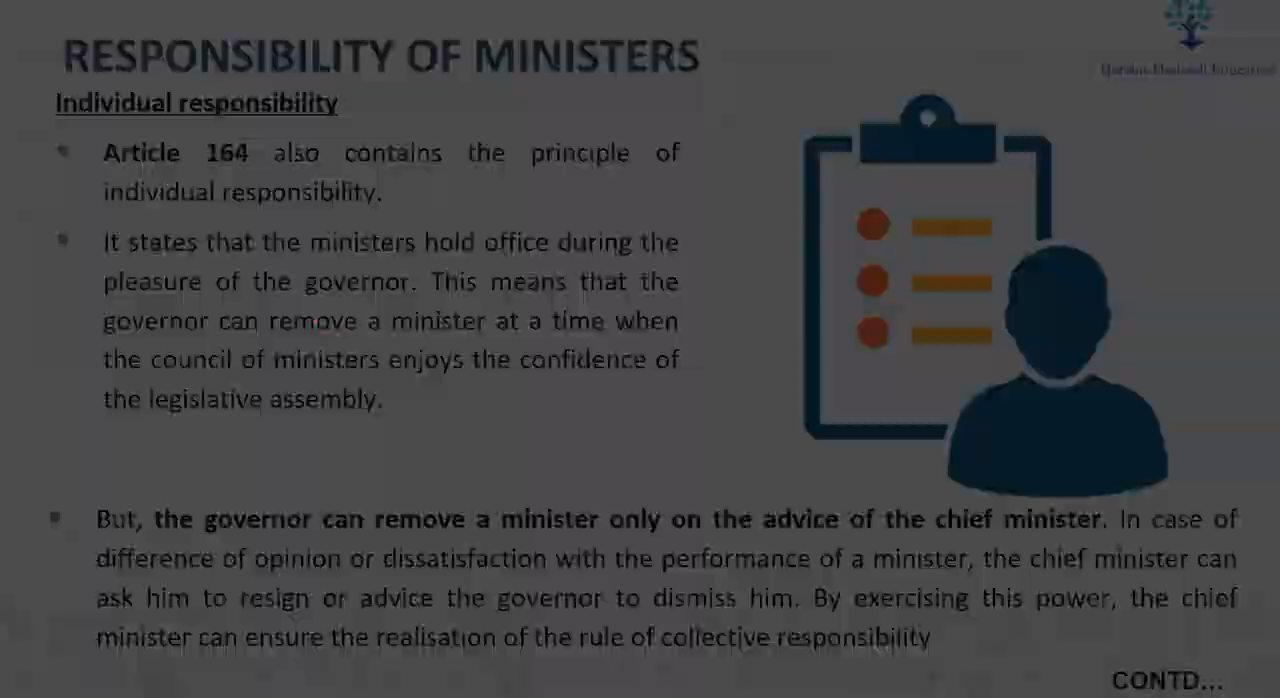 RESPONSIBILITY OF MINISTERS
Individual responsibility
Article 164 also contains the principle of
individual responsibility.
It states that the ministers hold office during the
pleasure of the governor. This means that the
governor can remove a minister at a time when
the council of ministers enjoys the confidence of
the legislative assembly.
But, the governor can remove a minister only on the advice of the chief minister. In case of
difference of opinion or dissatisfaction with the performance of a minister, the chief minister can
ask him to resign or advice the governor to dismiss him. By exercising this power, the chief
minister can ensure the realisation of the rule of collective responsibility
CONTD...